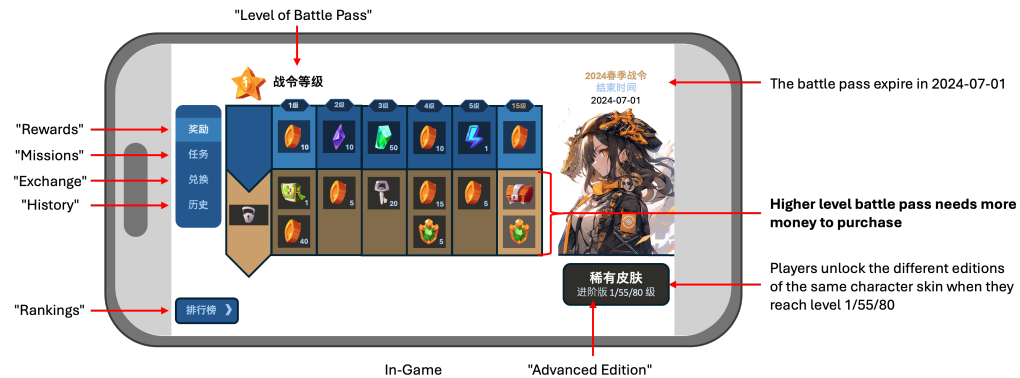 "Level of Battle Pass"
战令等级
2024春季战令
结束时间
2024-07-01
The battle pass expire in 2024-07-01
1级
2级
3级
4级
5级
15级
10
10
50
10
1
"Rewards"
奖励
"Missions"
任务
"Exchange"
兑换
"History"
历史
1
5
20
15
5
40
5
Higher level battle pass needs more
money to purchase
稀有皮肤
进阶版 1/55/80 级
Players unlock the different editions
of the same character skin when they
reach level 1/55/80
"Rankings"
排行榜 》
In-Game
"Advanced Edition"